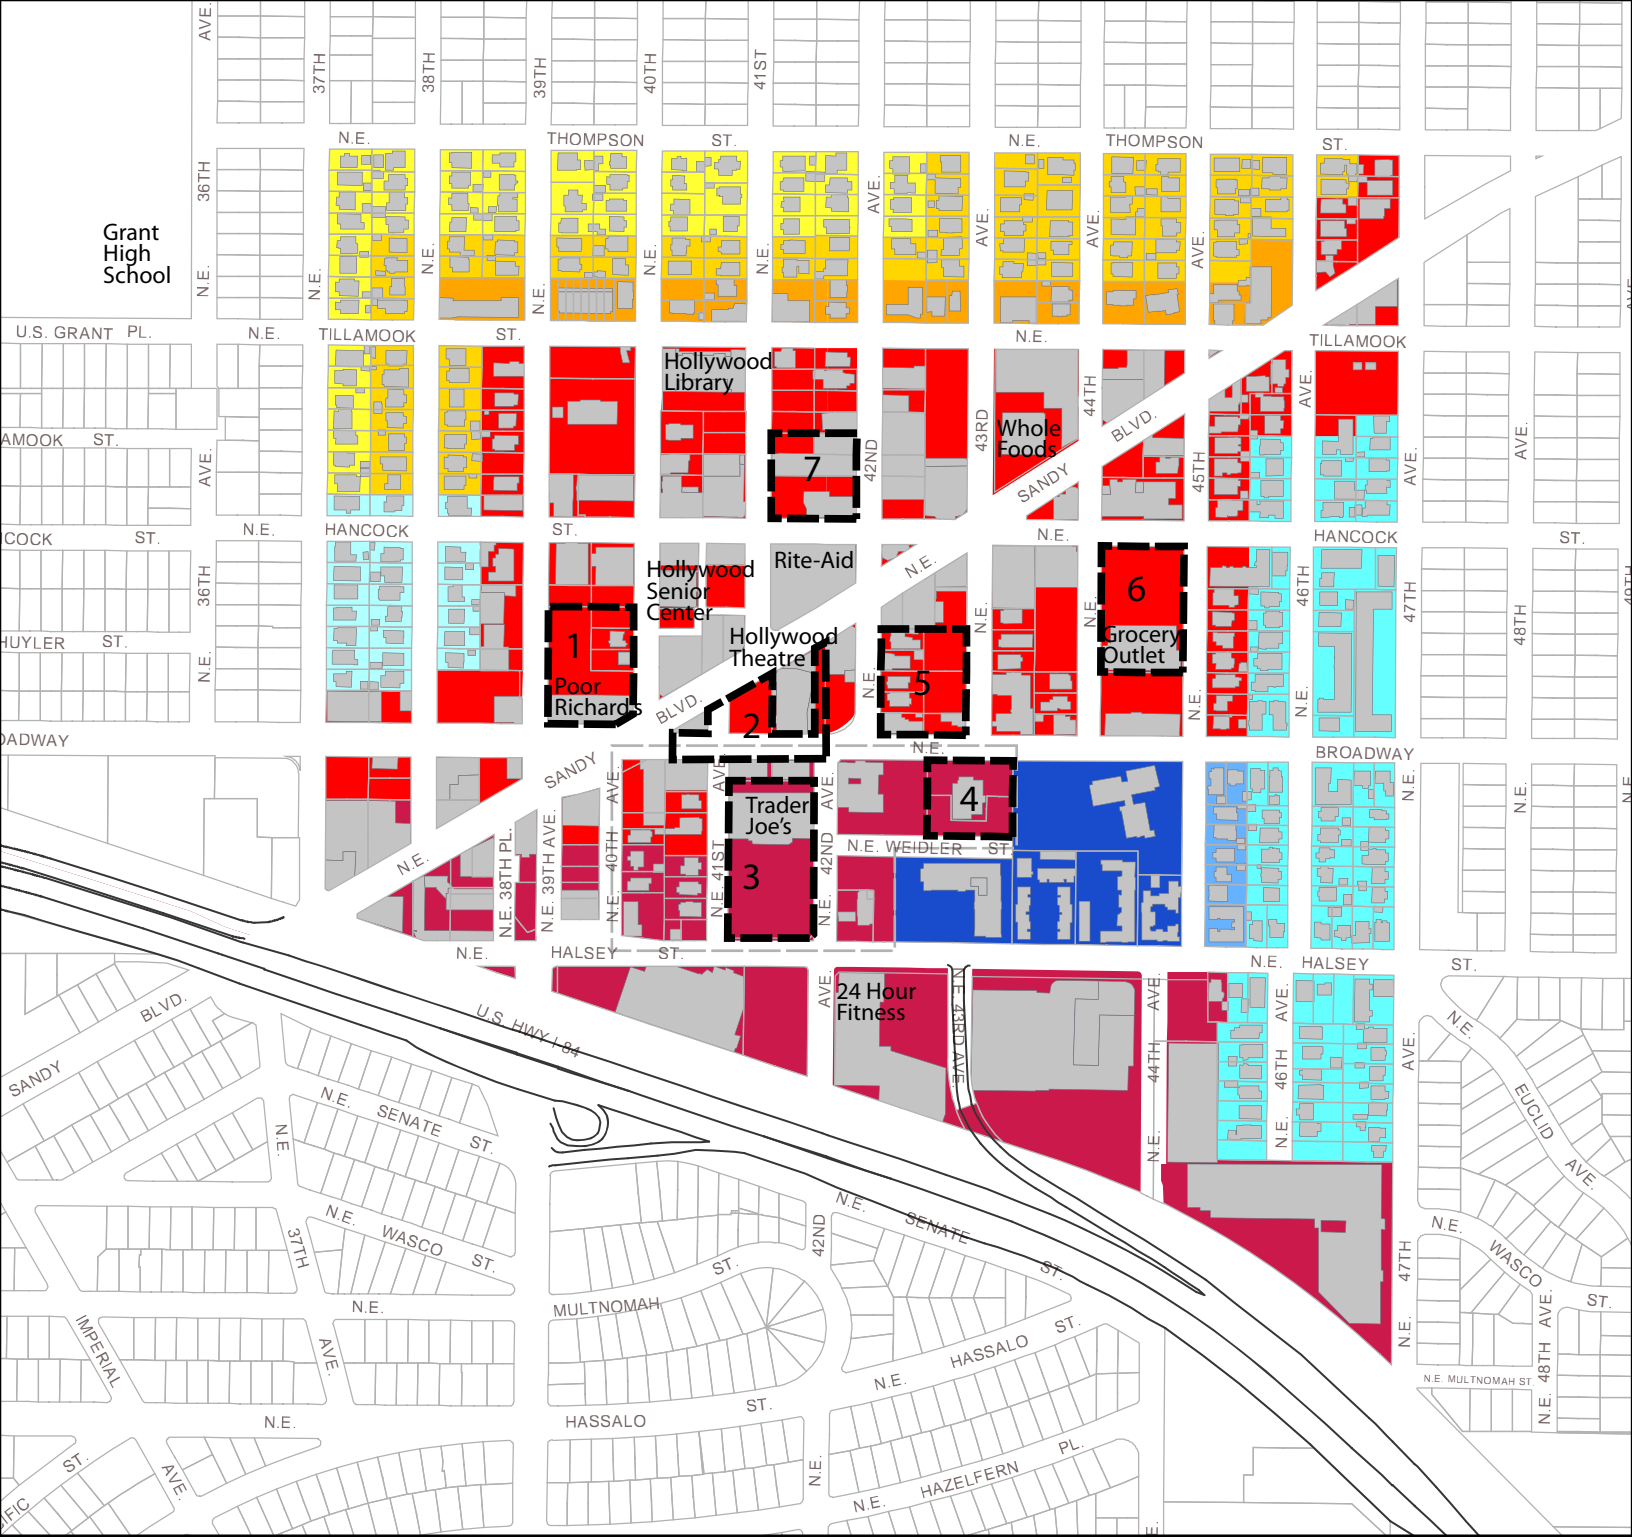 AVE.
37TH
38TH
39TH
40TH
41ST
N.E.
THOMPSON
ST.
N.E.
THOMPSON
ST.
36TH
N.E.
Grant
High
School
N.E.
N.E.
N.E.
N.E.
N.E.
AVE.
AVE.
AVE.
AVE.
U.S. GRANT PL.
N.E.
TILLAMOOK
ST.
N.E.
TILLAMOOK
Hollywood
Library
44TH
AVE.
43RD
Whole
Foods
BLVD.
SANDY
AMOOK ST.
AVE.
7
42ND
45TH
AVE.
AVE.
COCK
ST.
N.E.
HANCOCK
ST.
N.E.
HANCOCK
ST.
36TH
Hollywood
Senior
Center
Rite-Aid
N.E.
N.E.
N.E.
6
Grocery
Outlet
46TH
47TH
48TH
49TH
HUYLER ST.
N.E.
1
Poor
Richard's
Hollywood
Theatre
BLVD.
2
N.E.
5
N.E.
N.E.
OADWAY
SANDY
N.E.
BROADWAY
AVE.
AVE.
AVE.
Trader
Joe's
4
N.E.
N.E.
N.E.
N.E.
N.E. WEIDLER ST.
N.E. 38TH PL.
N.E. 39TH AVE.
40TH
N.E.
N.E. 41ST
3
42ND
N.E.
N.E.
HALSEY
ST.
N.E.
HALSEY
ST.
AVE.
24 Hour
Fitness
N.E. 43RD AVE.
AVE.
44TH
N.E.
AVE.
46TH
N.E.
AVE.
BLVD.
SANDY
U.S. HWY I-84
N.E.
EUCLID
AVE.
N.E.
N.E.
SENATE
ST.
N.E.
WASCO
ST.
37TH
42ND
N.E.
SENATE
ST.
N.E.
WASCO
ST.
47TH
N.E.
ST.
MULTNOMAH
N.E.
IMPERIAL
AVE.
N.E.
HASSALO
ST.
48TH AVE.
N.E.
N.E. MULTNOMAH ST.
N.E.
HASSALO
ST.
ST.
AVE.
IFIC
N.E.
N.E.
HAZELFERN
PL.